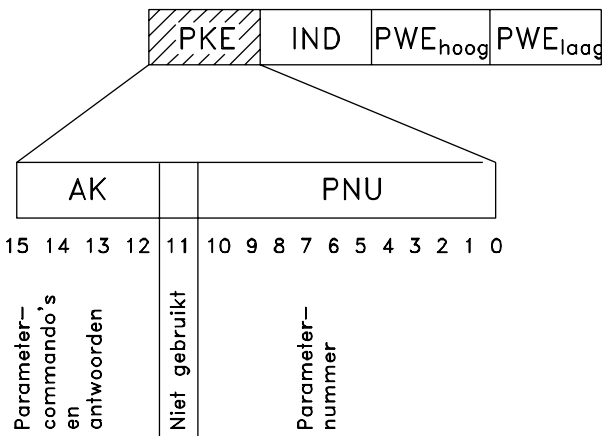 PKE IND PWEhoog PWElaag
AK PNU
15 14 13 12 11 10 9 8 7 6 5 4 3 2 1 0
Parameter-
commando's
en
antwoorden
Niet gebruikt
Parameter-
nummer